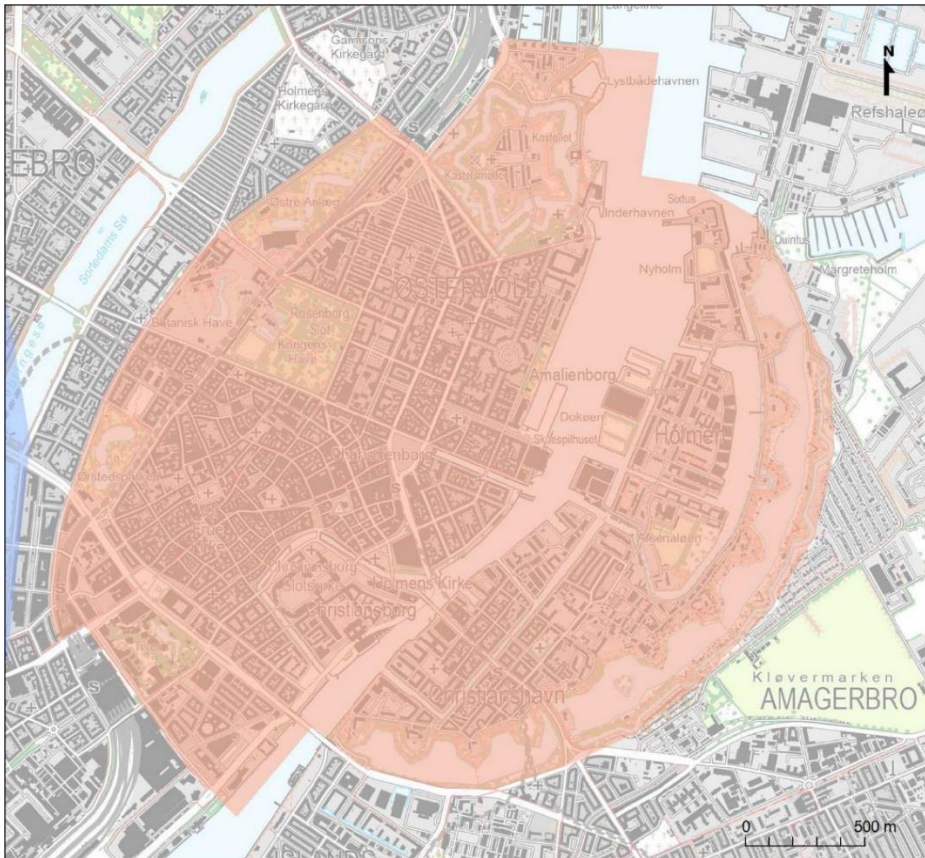 Langelinie
Garnisons
Kirkegård
N
Lystbådehavnen
Holmens
Kirkegård
Refshaleø
S
EBRO
Kastellet
Kastelsmølle
Østre Anlæg
Sixtus
Inderhavnen
Sortedams Sø
Quintus
Nyholm
Margreteholm
ØSTERVOLD
Botanisk Have
Rosenborg
Slot
Kongens
Have
Amalienborg
Dokøen
Skuespilhuset
Holmen
Charlottenborg
Ørstedsparken
S
Arsenaløen
Christiansborg
Slotskirke
Holmens Kirke
Christiansborg
S
Kløvermarken
Christianshavn
AMAGERBRO
S
0
500 m